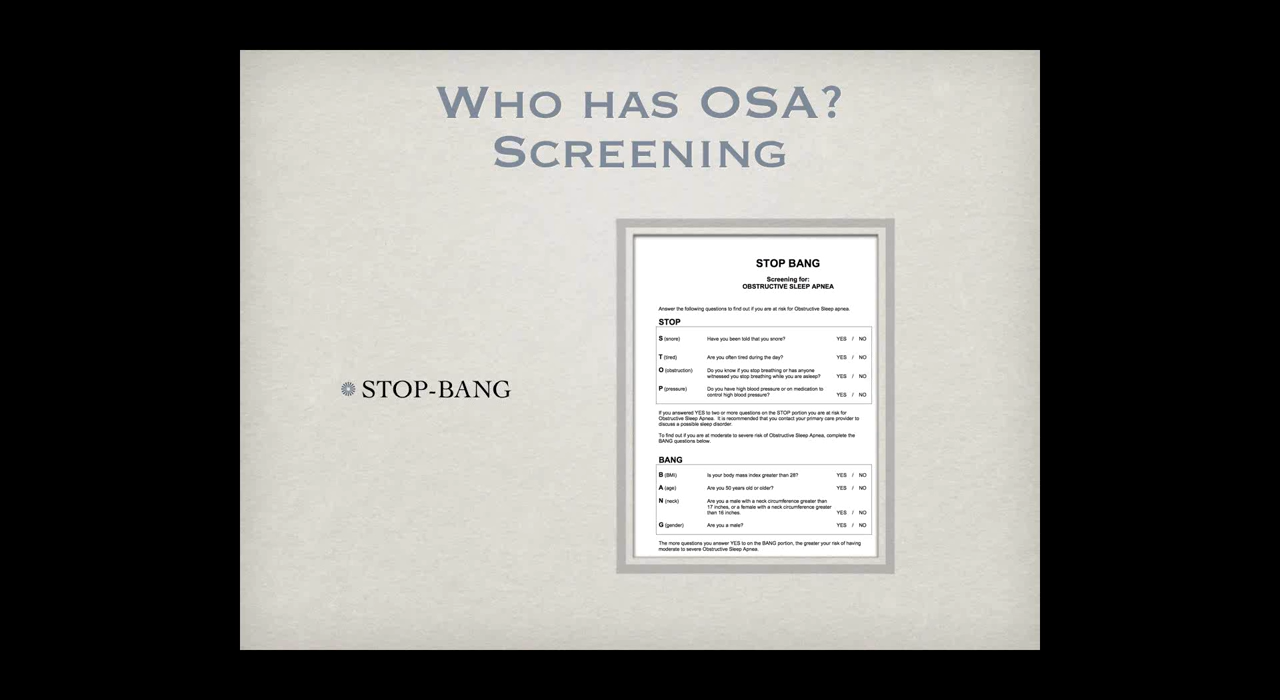 WHO HAS OSA?
SCREENING
STOP-BANG
STOP BANG
Screening for:
OBSTRUCTIVE SLEEP APNEA
Answer the following questions to find out if you are at risk for Obstructive Sleep apnea.
STOP
S (snore) Have you been told that you snore? YES / NO
T (tired) Are you often tired during the day? YES / NO
O (obstruction) Do you know if you stop breathing or has anyone
witnessed you stop breathing while you are asleep? YES / NO
P (pressure) Do you have high blood pressure or on medication to
control high blood pressure? YES / NO
If you answered YES to two or more questions on the STOP portion you are at risk for
Obstructive Sleep Apnea. It is recommended that you contact your primary care provider to
discuss a possible sleep disorder.
To find out if you are at moderate to severe risk of Obstructive Sleep Apnea, complete the
BANG questions below.
BANG
B (BMI) Is your body mass index greater than 28? YES / NO
A (age) Are you 50 years old or older? YES / NO
N (neck) Are you a male with a neck circumference greater than
17 inches, or a female with a neck circumference greater
than 16 inches. YES / NO
G (gender) Are you a male? YES / NO
The more questions you answer YES to on the BANG portion, the greater your risk of having
moderate to severe Obstructive Sleep Apnea.